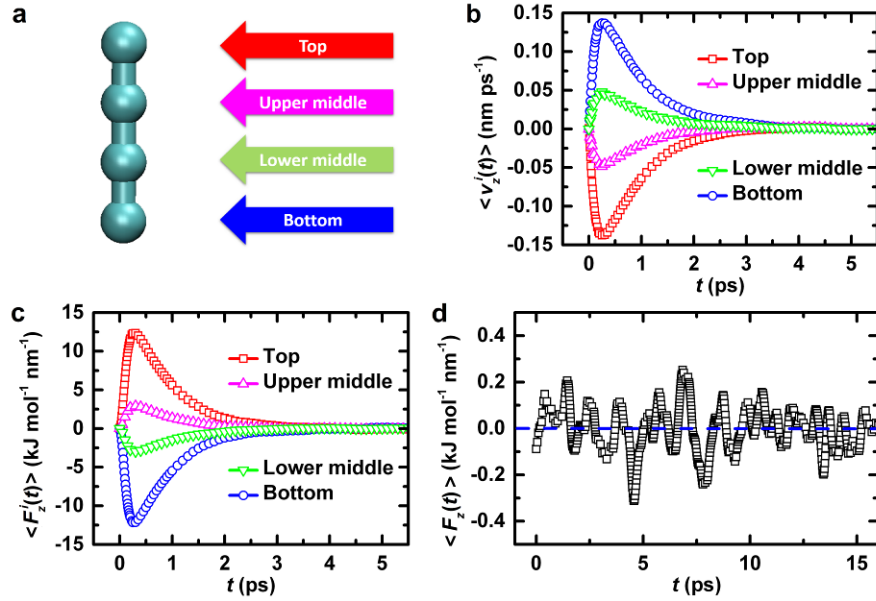 a
Top
Upper middle
Lower middle
Bottom
b
< v_z^i(t) > (nm ps⁻¹)
0.15
0.10
0.05
0.00
-0.05
-0.10
-0.15
Top
Upper middle
Lower middle
Bottom
0 1 2 3 4 5
t (ps)
c
< F_z^i(t) > (kJ mol⁻¹ nm⁻¹)
15
10
5
0
-5
-10
-15
Top
Upper middle
Lower middle
Bottom
0 1 2 3 4 5
t (ps)
d
< F_z(t) > (kJ mol⁻¹ nm⁻¹)
0.4
0.2
0.0
-0.2
-0.4
0 5 10 15
t (ps)